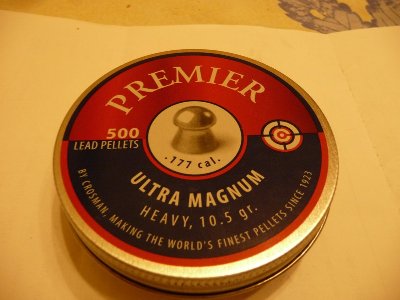 PREMIER
500
LEAD PELLETS
.177 cal.
ULTRA MAGNUM
HEAVY, 10.5 gr.
BY CROSMAN, MAKING THE WORLD'S FINEST PELLETS SINCE 1923